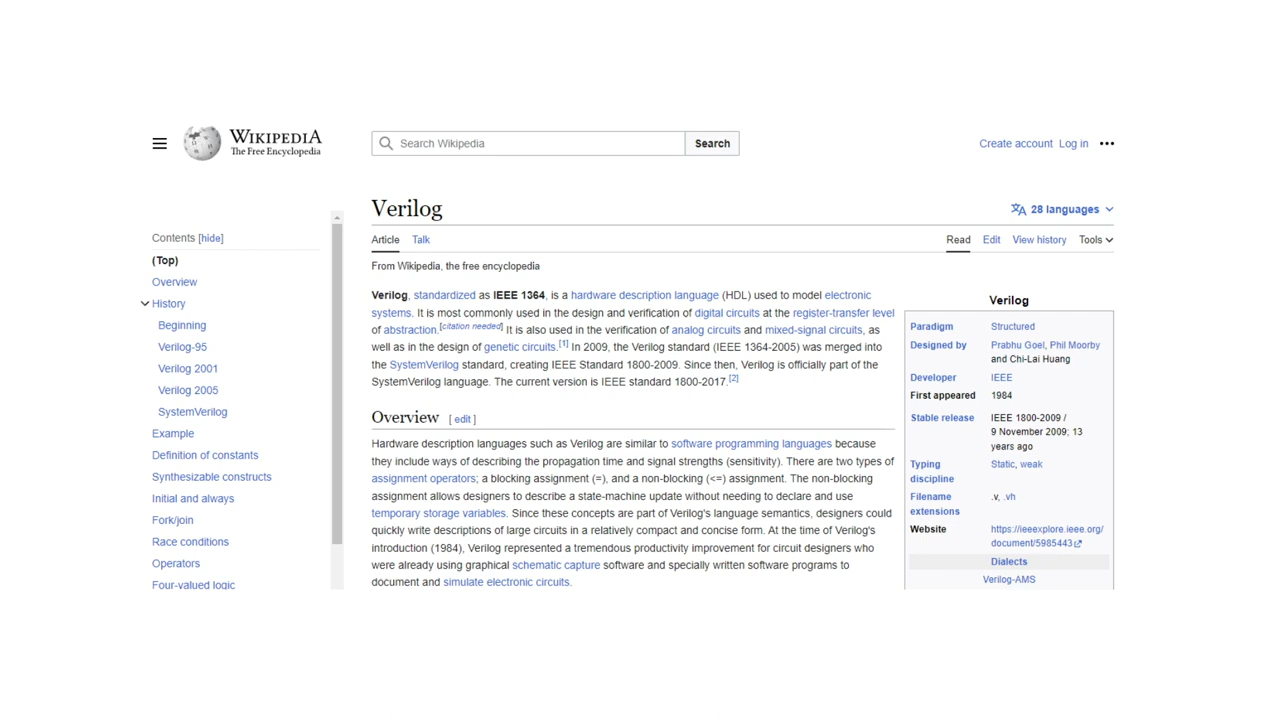 WIKIPEDIA
The Free Encyclopedia
Search Wikipedia
Search
Create account Log in
Contents [hide]
(Top)
Overview
History
Beginning
Verilog-95
Verilog 2001
Verilog 2005
SystemVerilog
Example
Definition of constants
Synthesizable constructs
Initial and always
Fork/join
Race conditions
Operators
Four-valued logic
Verilog
28 languages
Article Talk
Read Edit View history Tools
From Wikipedia, the free encyclopedia
Verilog, standardized as IEEE 1364, is a hardware description language (HDL) used to model electronic
systems. It is most commonly used in the design and verification of digital circuits at the register-transfer level
of abstraction.[citation needed] It is also used in the verification of analog circuits and mixed-signal circuits, as
well as in the design of genetic circuits.[1] In 2009, the Verilog standard (IEEE 1364-2005) was merged into
the SystemVerilog standard, creating IEEE Standard 1800-2009. Since then, Verilog is officially part of the
SystemVerilog language. The current version is IEEE standard 1800-2017.[2]
Overview [ edit ]
Hardware description languages such as Verilog are similar to software programming languages because
they include ways of describing the propagation time and signal strengths (sensitivity). There are two types of
assignment operators; a blocking assignment (=), and a non-blocking (<=) assignment. The non-blocking
assignment allows designers to describe a state-machine update without needing to declare and use
temporary storage variables. Since these concepts are part of Verilog's language semantics, designers could
quickly write descriptions of large circuits in a relatively compact and concise form. At the time of Verilog's
introduction (1984), Verilog represented a tremendous productivity improvement for circuit designers who
were already using graphical schematic capture software and specially written software programs to
document and simulate electronic circuits.
Verilog
Paradigm Structured
Designed by Prabhu Goel, Phil Moorby
and Chi-Lai Huang
Developer IEEE
First appeared 1984
Stable release IEEE 1800-2009 /
9 November 2009; 13
years ago
Typing Static, weak
discipline
Filename .v, .vh
extensions
Website https://ieeexplore.ieee.org/
document/5985443
Dialects
Verilog-AMS